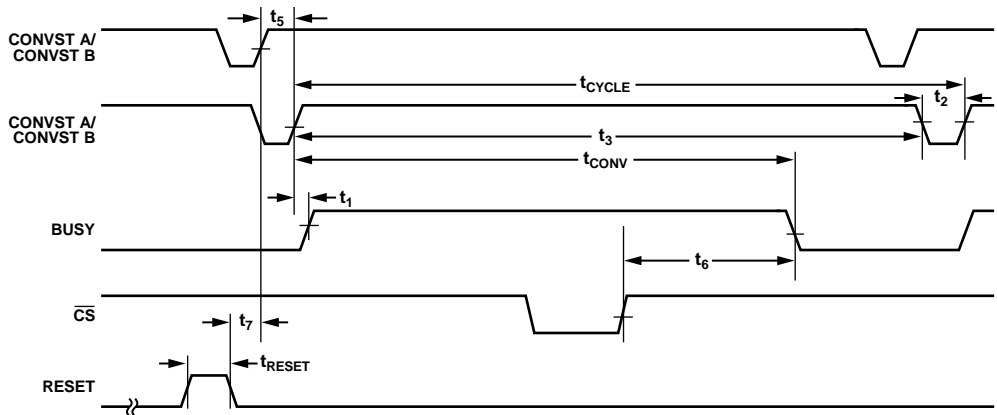 t5
CONVST A/
CONVST B
tCYCLE
t2
CONVST A/
CONVST B
t3
tCONV
t1
BUSY
t6
CS
t7
tRESET
RESET